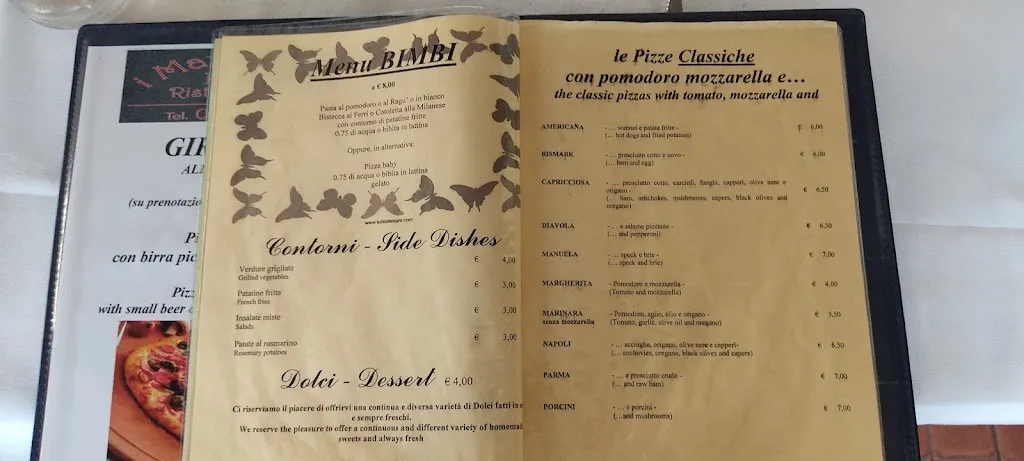 i Ma
Rist
Tel. 0
GIR
(su prenotazio
con birra pic
with small beer
Menu BIMBI
a € 8,00
Pasta al pomodoro o al Ragu' o in bianco
Bistecca ai Ferri o Cotoletta alla Milanese
con contorno di patatine fritte
0,75 di acqua o bibita in lattina
Oppure, in alternativa:
Pizza baby
0,75 di acqua o bibita in lattina
gelato
www.tuttodisegni.com
Contorni - Side Dishes
Verdure grigliate € 4,00
Grilled vegetables
Patatine fritte € 3,00
French fries
Insalate miste € 3,00
Salads
Patate al rosmarino € 3,00
Rosemary potatoes
Dolci - Dessert € 4,00
Ci riserviamo il piacere di offrirvi una continua e diversa varietà di Dolci fatti in
e sempre freschi.
We reserve the pleasure to offer a continuous and different variety of homemad
sweets and always fresh
le Pizze Classiche
con pomodoro mozzarella e...
the classic pizzas with tomato, mozzarella and
AMERICANA - ... wurstel e patate fritte - € 6,00
(... hot dogs and fried potatoes)
BISMARK - ... prosciutto cotto e uovo - € 6,00
(... ham and egg)
CAPRICCIOSA - ... prosciutto cotto, carciofi, funghi, capperi, olive nere e
origano - € 6,50
(... ham, artichokes, mushrooms, capers, black olives and
oregano)
DIAVOLA - ... e salame piccante - € 6,50
(... and pepperoni)
MANUELA - ... speck e brie - € 7,00
(... speck and brie)
MARGHERITA - Pomodoro e mozzarella - € 4,00
(Tomato and mozzarella)
MARINARA - Pomodoro, aglio, olio e origano - € 3,50
senza mozzarella (Tomato, garlic, olive oil and oregano)
NAPOLI - ... acciughe, origano, olive nere e capperi- € 6,50
(... anchovies, oregano, black olives and capers)
PARMA - ... e prosciutto crudo - € 7,00
(... and raw ham)
PORCINI - ... e porcini - € 7,00
(...and mushrooms)